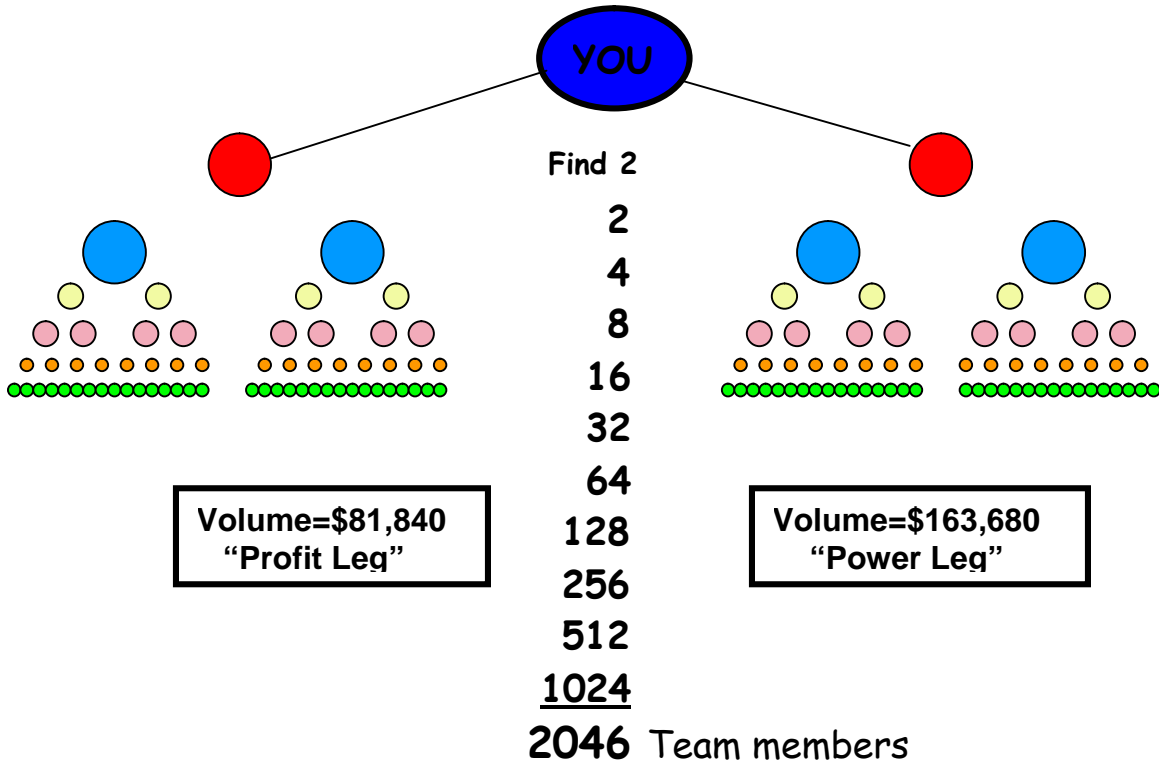 YOU
Find 2
2
4
8
16
32
64
128
256
512
1024
2046 Team members
Volume=$81,840
“Profit Leg”
Volume=$163,680
“Power Leg”